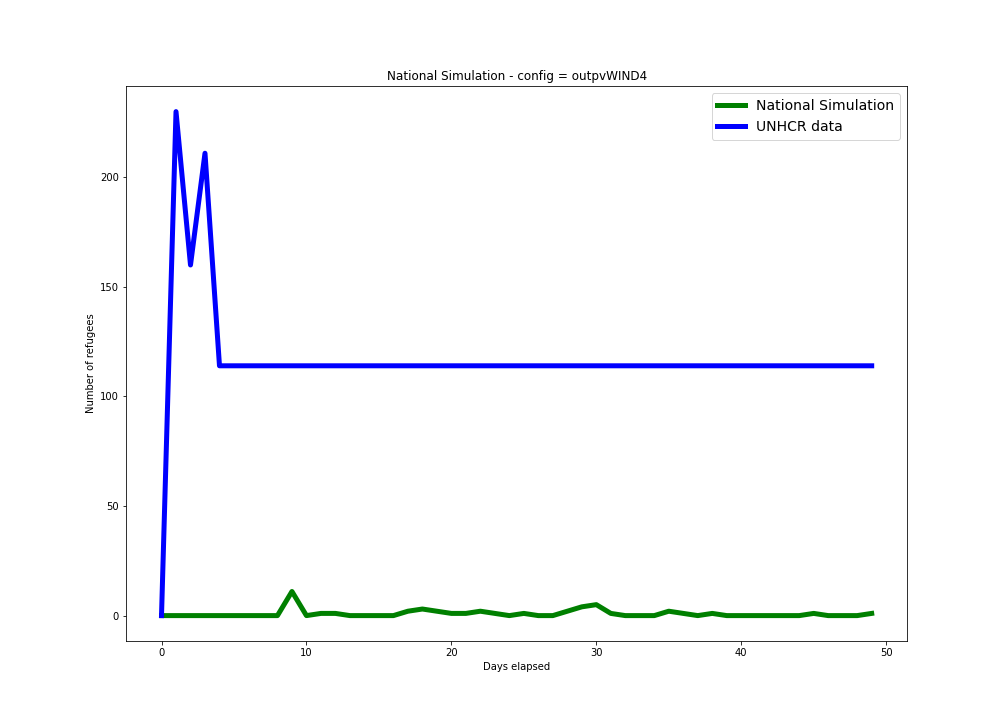 National Simulation - config = outpvWIND4
National Simulation
UNHCR data
Number of refugees
200
150
100
50
0
0 10 20 30 40 50
Days elapsed